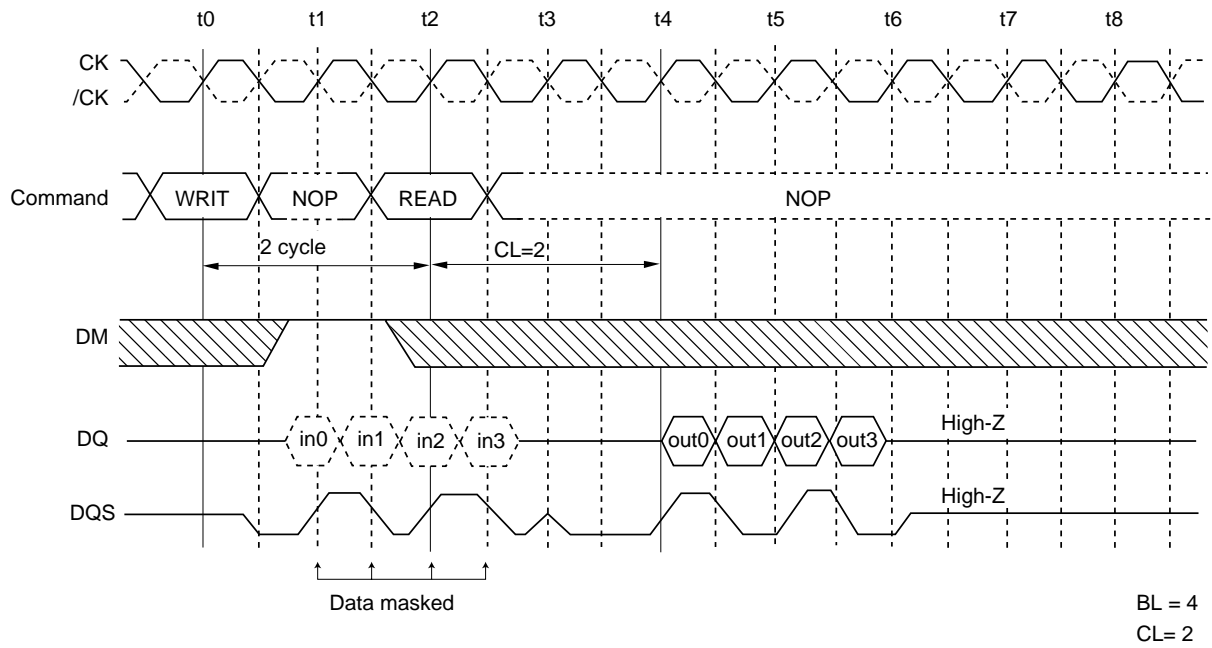 t0 t1 t2 t3 t4 t5 t6 t7 t8
CK
/CK
Command WRIT NOP READ NOP
2 cycle CL=2
DM
DQ in0 in1 in2 in3 out0 out1 out2 out3 High-Z
DQS High-Z
Data masked
BL = 4
CL= 2